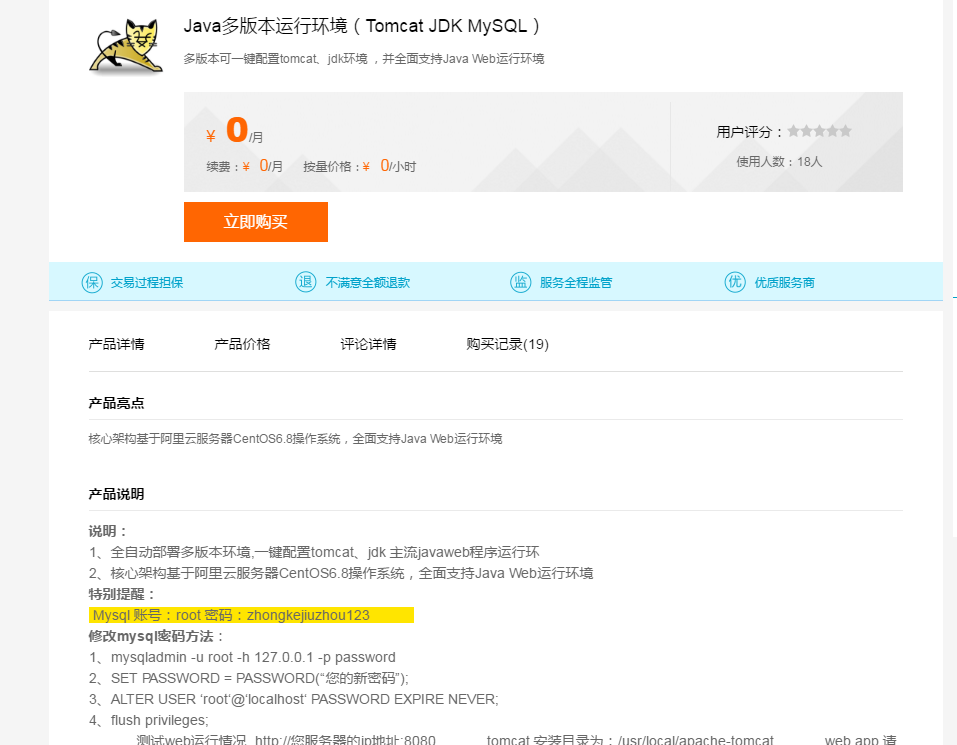 Java多版本运行环境（Tomcat JDK MySQL）
多版本可一键配置tomcat、jdk环境 ，并全面支持Java Web运行环境
¥ 0/月
用户评分：
续费：¥ 0/月 按量价格：¥ 0/小时
使用人数：18人
立即购买
保 交易过程担保 退 不满意全额退款 监 服务全程监管 优 优质服务商
产品详情 产品价格 评论详情 购买记录(19)
产品亮点
核心架构基于阿里云服务器CentOS6.8操作系统，全面支持Java Web运行环境
产品说明
说明：
1、全自动部署多版本环境,一键配置tomcat、jdk 主流javaweb程序运行环
2、核心架构基于阿里云服务器CentOS6.8操作系统，全面支持Java Web运行环境
特别提醒：
Mysql 账号：root 密码：zhongkejiuzhou123
修改mysql密码方法：
1、mysqladmin -u root -h 127.0.0.1 -p password
2、SET PASSWORD = PASSWORD(“您的新密码”);
3、ALTER USER ‘root‘@‘localhost‘ PASSWORD EXPIRE NEVER;
4、flush privileges;
测试web运行情况 http://您服务器的ip地址:8080 tomcat 安装目录为：/usr/local/apache-tomcat web app 请